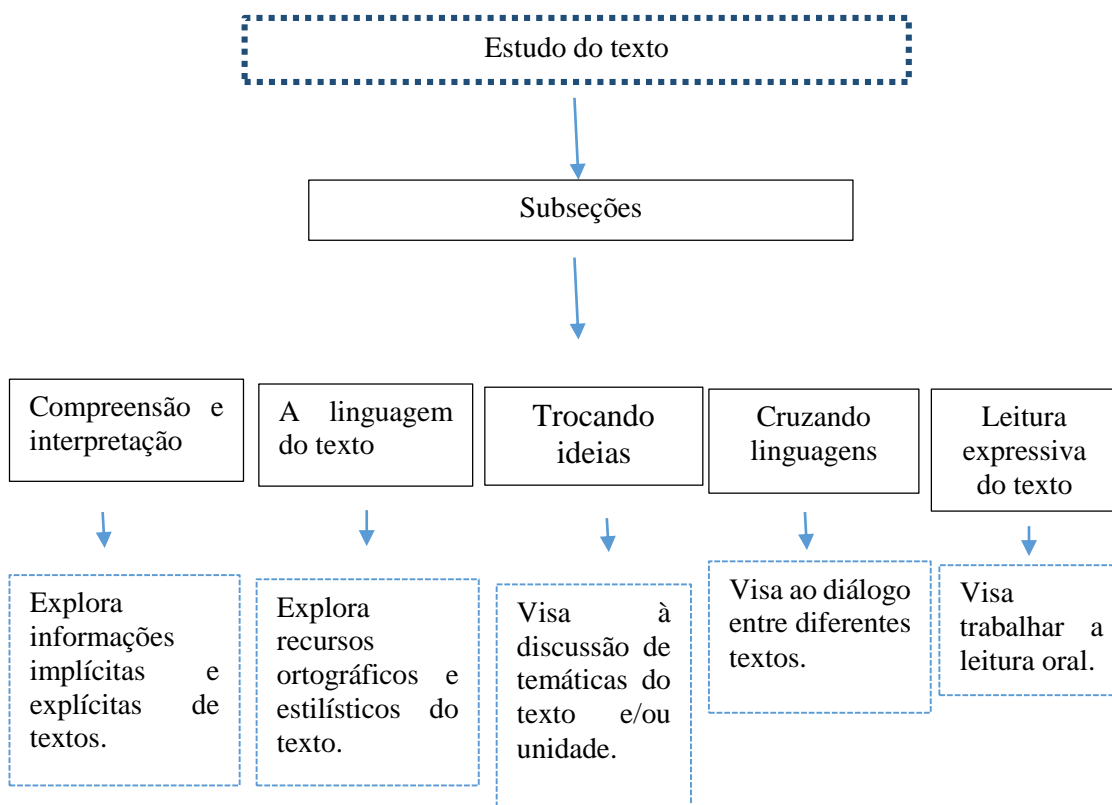 Estudo do texto
Subseções
Compreensão e
interpretação
A linguagem
do texto
Trocando
ideias
Cruzando
linguagens
Leitura
expressiva
do texto
Explora
informações
implícitas e
explícitas de
textos.
Explora
recursos
ortográficos e
estilísticos do
texto.
Visa à
discussão de
temáticas do
texto e/ou
unidade.
Visa ao diálogo
entre diferentes
textos.
Visa
trabalhar a
leitura oral.